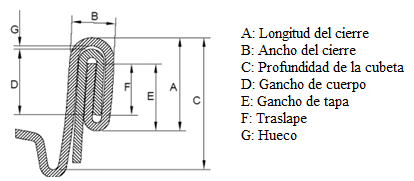 B
G
D
F
E
A
C
A: Longitud del cierre
B: Ancho del cierre
C: Profundidad de la cubeta
D: Gancho de cuerpo
E: Gancho de tapa
F: Traslape
G: Hueco